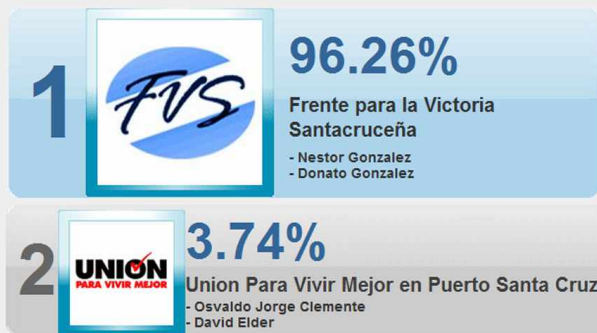 1
FVS
96.26%
Frente para la Victoria
Santacruceña
- Nestor Gonzalez
- Donato Gonzalez
2
UNION
PARA VIVIR MEJOR
3.74%
Union Para Vivir Mejor en Puerto Santa Cruz
- Osvaldo Jorge Clemente
- David Elder